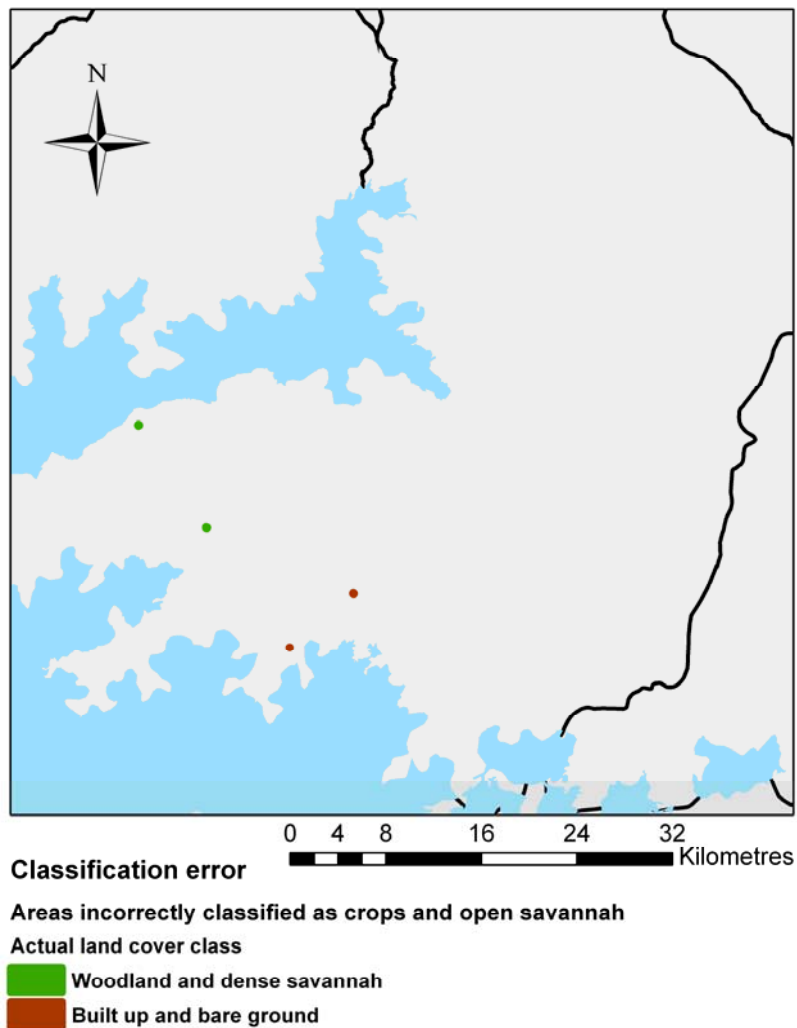 N
0 4 8 16 24 32
Kilometres
Classification error
Areas incorrectly classified as crops and open savannah
Actual land cover class
Woodland and dense savannah
Built up and bare ground